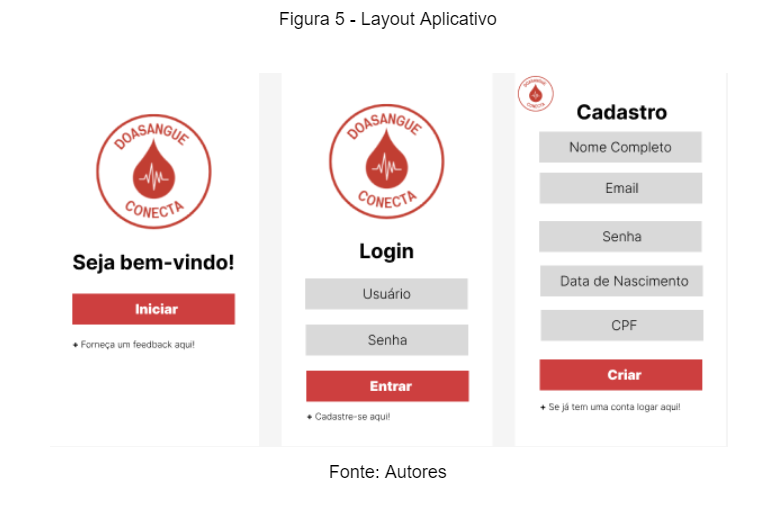 Figura 5 - Layout Aplicativo
DOASANGUE
CONECTA
Seja bem-vindo!
Iniciar
✦ Forneça um feedback aqui!
DOASANGUE
CONECTA
Login
Usuário
Senha
Entrar
✦ Cadastre-se aqui!
DOASANGUE
CONECTA
Cadastro
Nome Completo
Email
Senha
Data de Nascimento
CPF
Criar
✦ Se já tem uma conta logar aqui!
Fonte: Autores